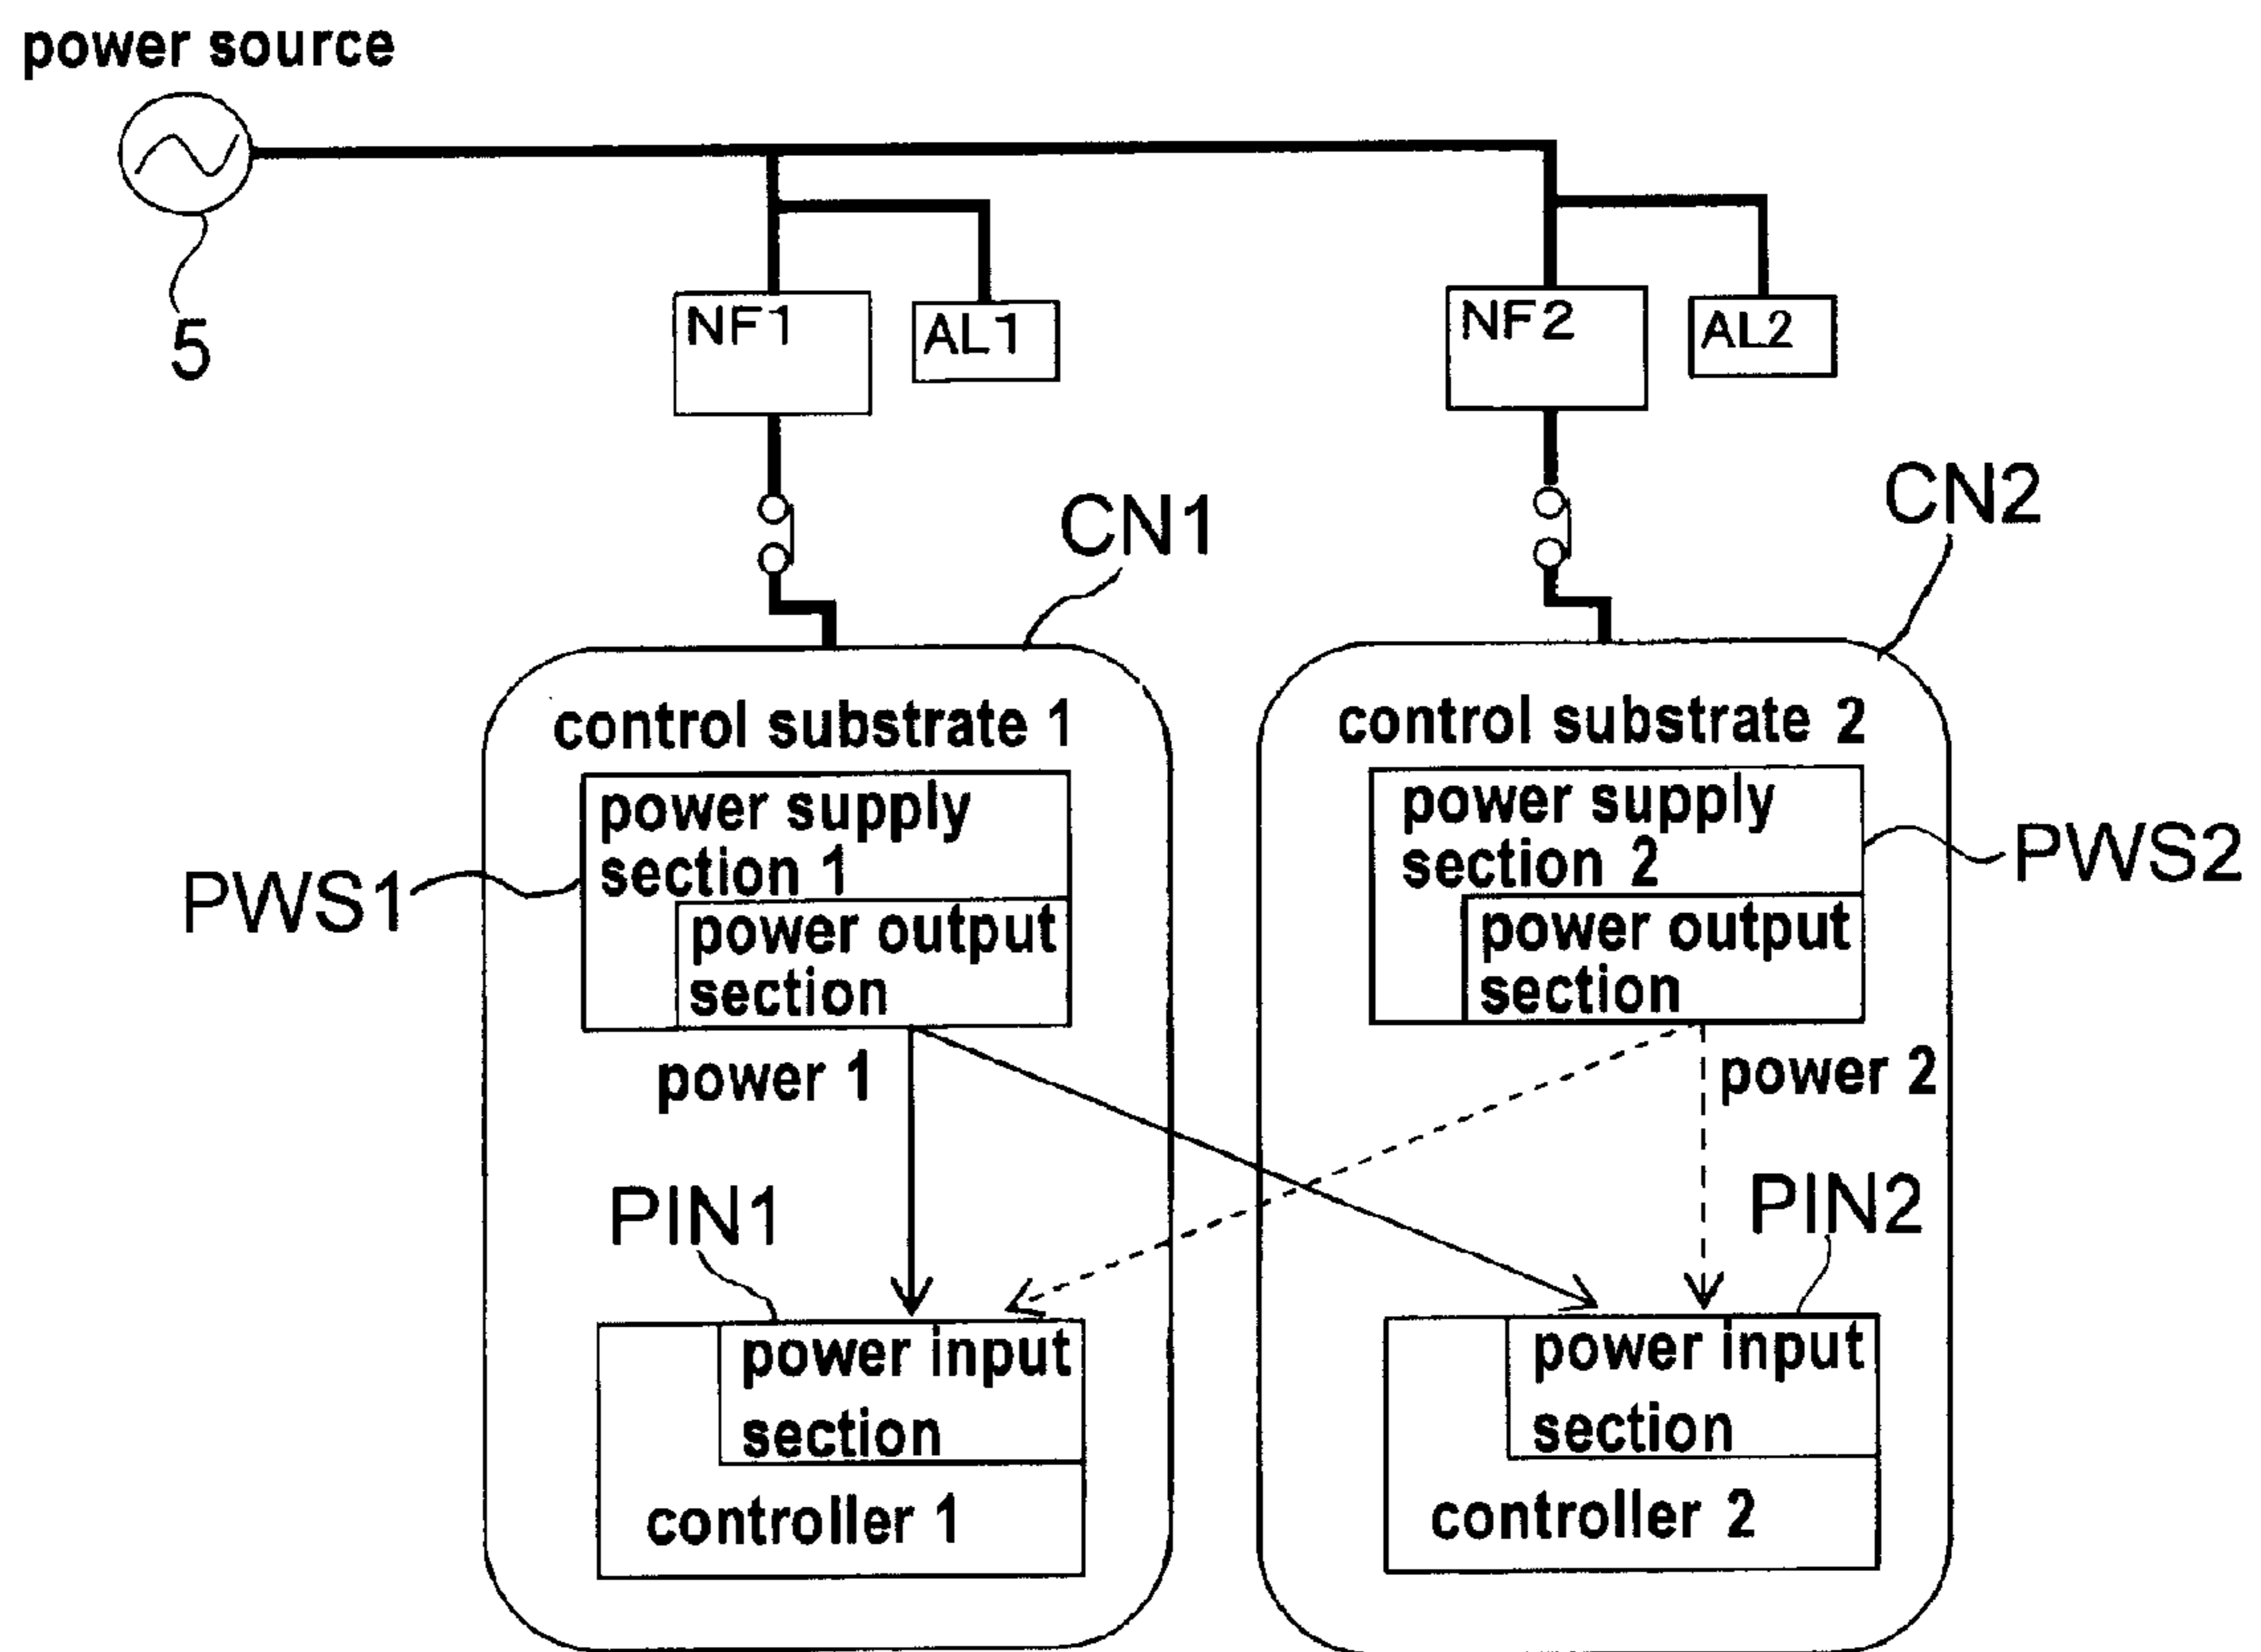 power source
5
NF1
AL1
NF2
AL2
CN1
CN2
control substrate 1
power supply
section 1
power output
section
PWS1
power 1
PIN1
power input
section
controller 1
control substrate 2
power supply
section 2
power output
section
PWS2
power 2
PIN2
power input
section
controller 2